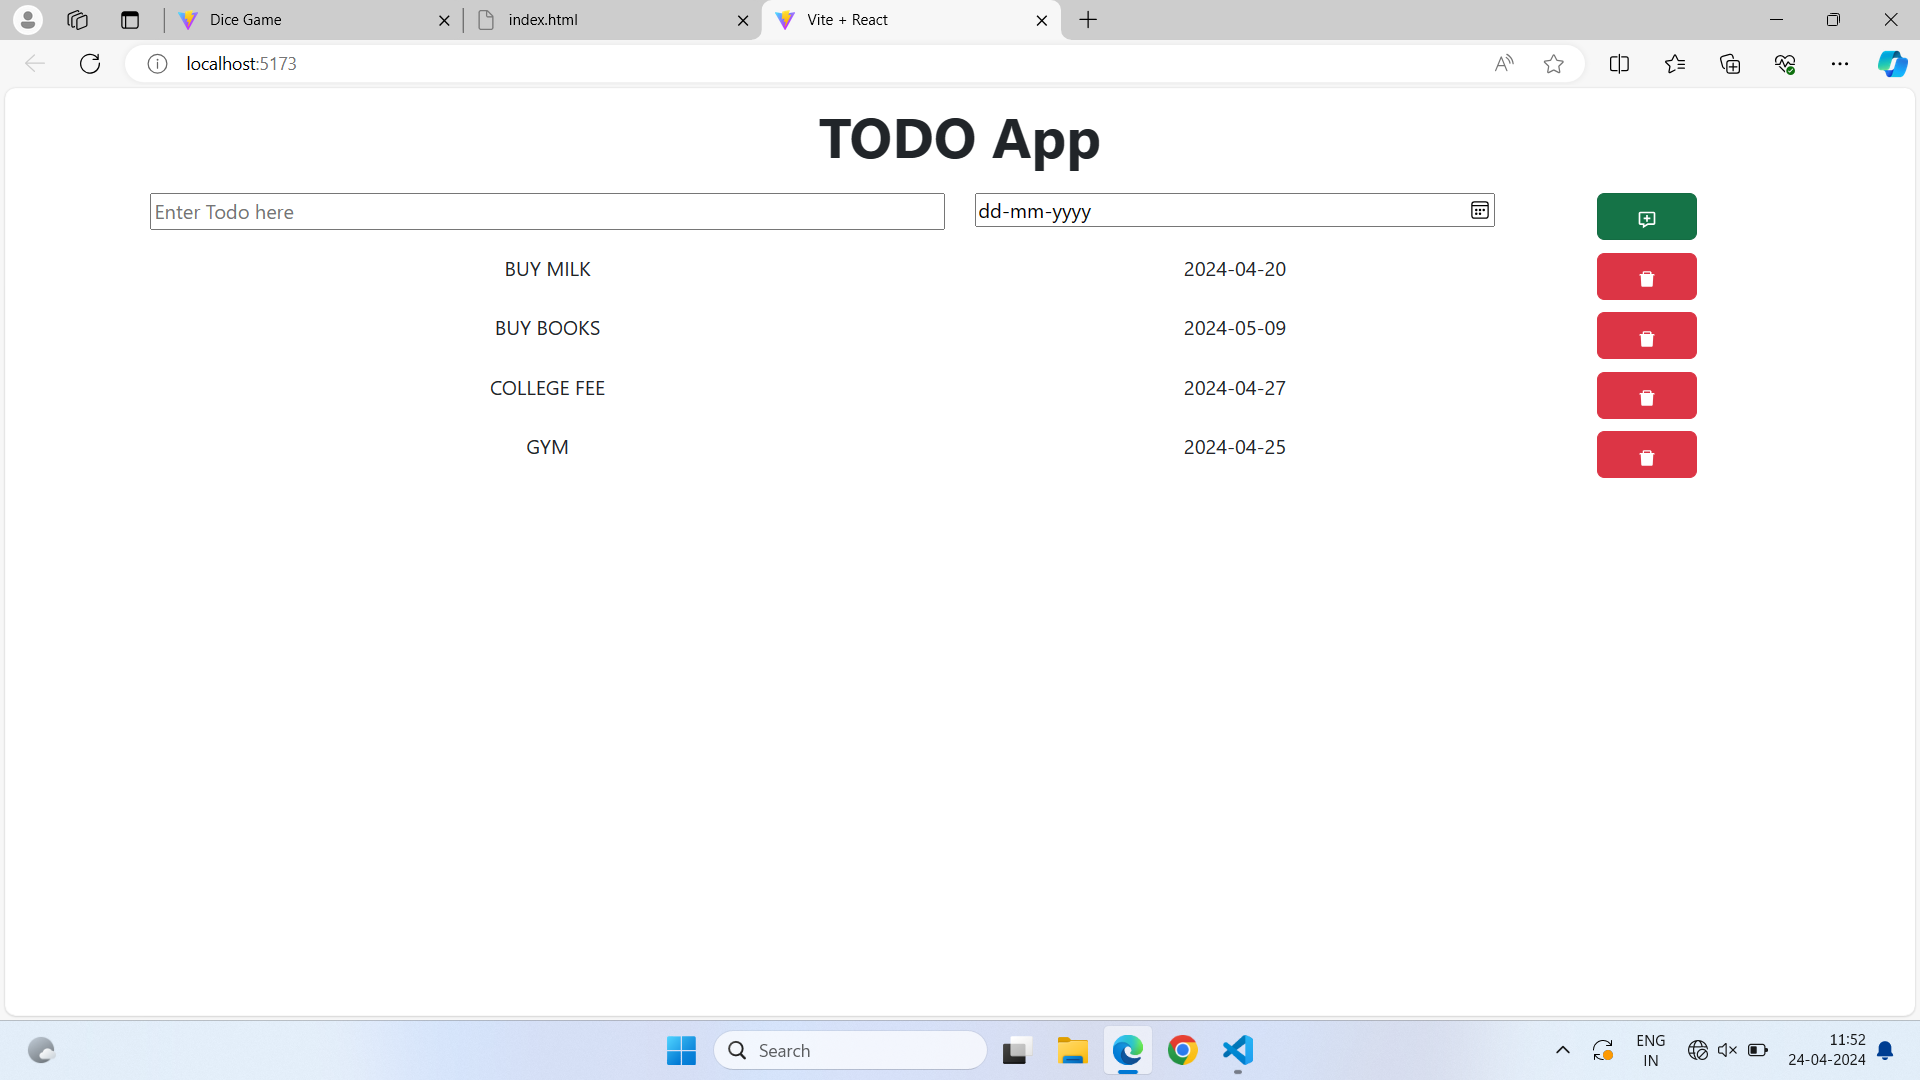 Dice Game
index.html
Vite + React
localhost:5173
TODO App
Enter Todo here
dd-mm-yyyy
BUY MILK 2024-04-20
BUY BOOKS 2024-05-09
COLLEGE FEE 2024-04-27
GYM 2024-04-25
Search
ENG
IN
11:52
24-04-2024